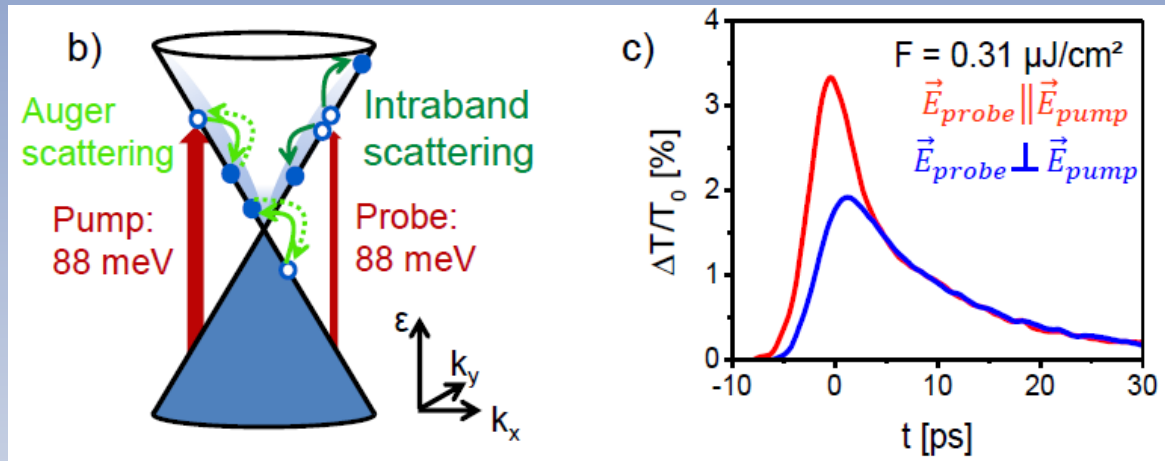 b)
Auger
scattering
Intraband
scattering
Pump:
88 meV
Probe:
88 meV
ε
k_y
k_x
c)
F = 0.31 µJ/cm²
E⃗_probe ∥ E⃗_pump
E⃗_probe ⊥ E⃗_pump
ΔT/T₀ [%]
4
3
2
1
0
-10 0 10 20 30
t [ps]